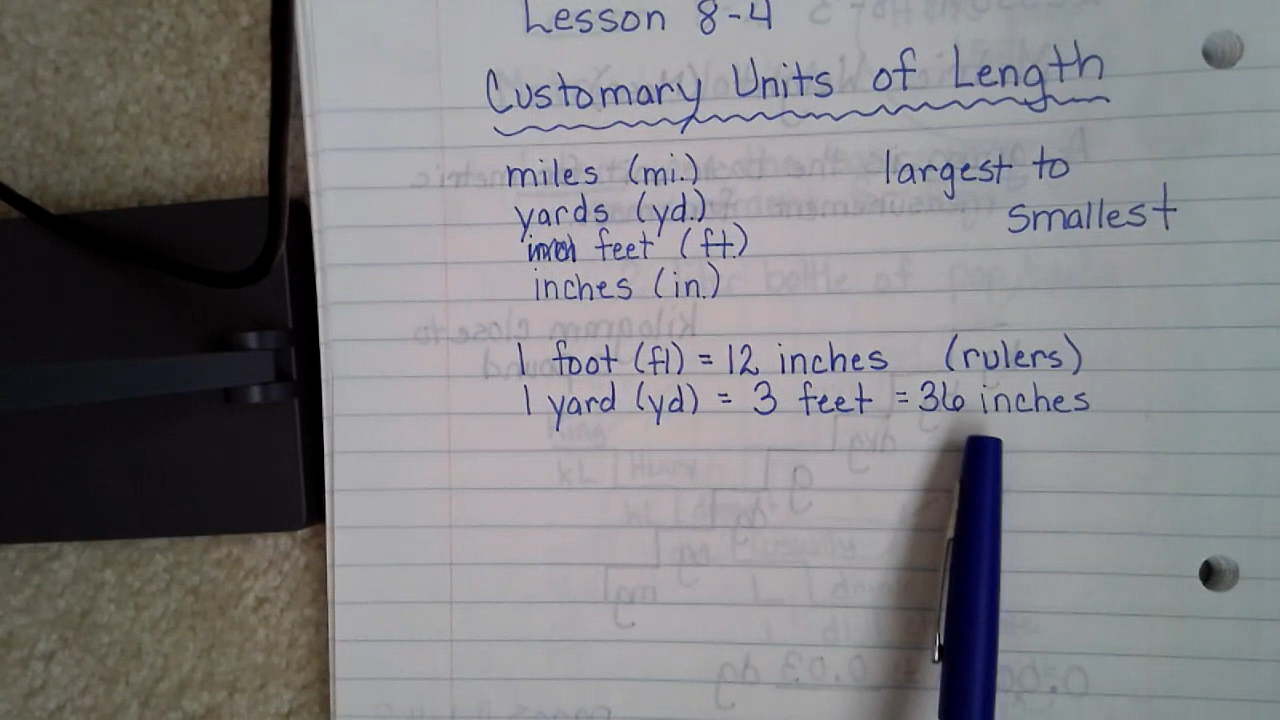 Lesson 8-4
Customary Units of Length
miles (mi.) largest to
yards (yd.) smallest
feet (ft.)
inches (in.)
1 foot (ft) = 12 inches (rulers)
1 yard (yd) = 3 feet = 36 inches